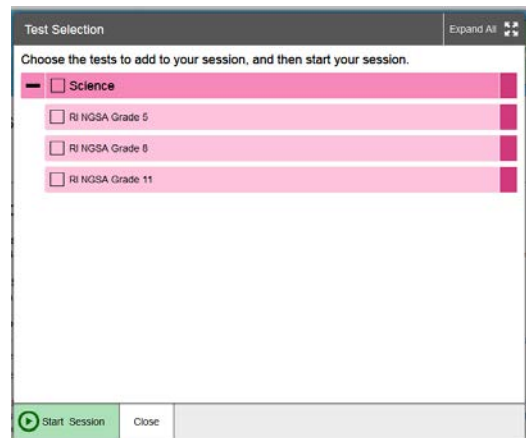 Test Selection
Expand All
Choose the tests to add to your session, and then start your session.
Science
RI NGSA Grade 5
RI NGSA Grade 8
RI NGSA Grade 11
Start Session
Close